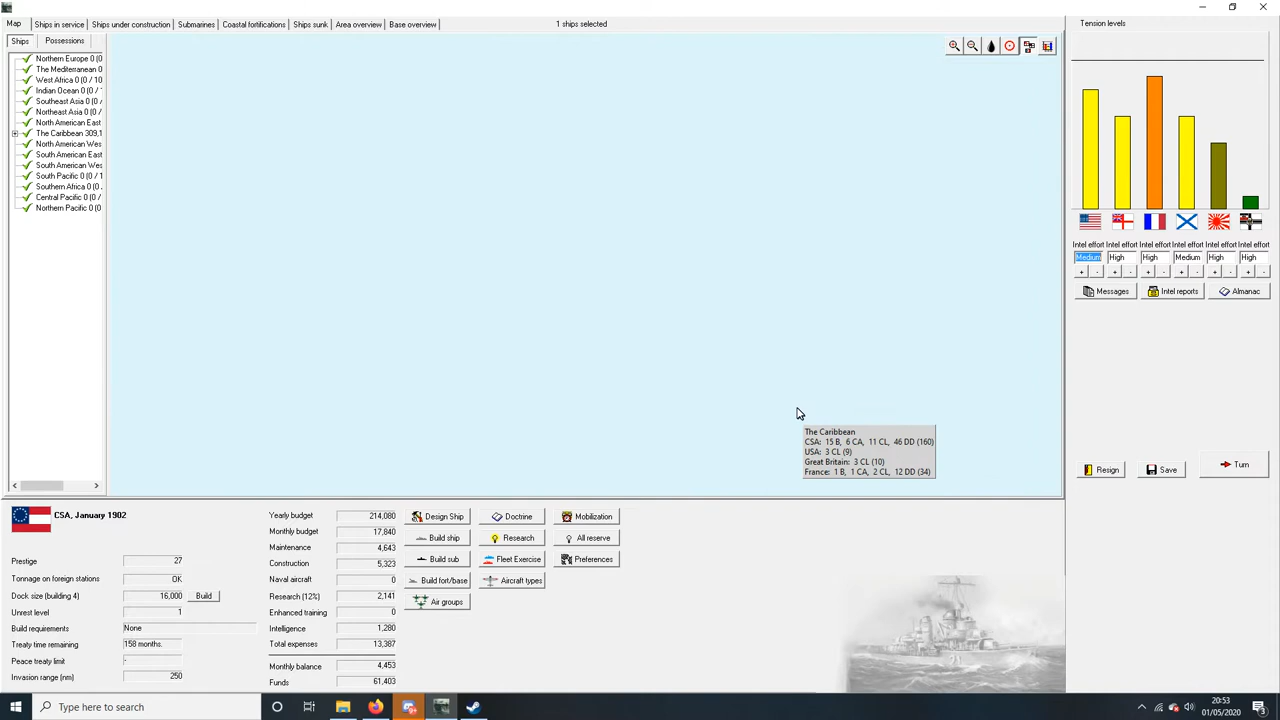 Map Ships in service Ships under construction Submarines Coastal fortifications Ships sunk Area overview Base overview 1 ships selected Tension levels
Ships Possessions
Northern Europe 0 (0
The Mediterranean 0
West Africa 0 (0 / 10
Indian Ocean 0 (0 /
Southeast Asia 0 (0 /
Northeast Asia 0 (0 /
North American East
The Caribbean 309,1
North American Wes
South American East
South American Wes
South Pacific 0 (0 / 1
Southern Africa 0 (0 ,
Central Pacific 0 (0 /
Northern Pacific 0 (0
The Caribbean
CSA: 15 B, 6 CA, 11 CL, 46 DD (160)
USA: 3 CL (9)
Great Britain: 3 CL (10)
France: 1 B, 1 CA, 2 CL, 12 DD (34)
Intel effort Intel effort Intel effort Intel effort Intel effort Intel effort
Medium High High Medium High High
+ - + - + - + - + - + -
Messages Intel reports Almanac
Resign Save Turn
CSA, January 1902
Prestige 27
Tonnage on foreign stations OK
Dock size (building 4) 16,000 Build
Unrest level 1
Build requirements None
Treaty time remaining 158 months.
Peace treaty limit -
Invasion range (nm) 250
Yearly budget 214,080
Monthly budget 17,840
Maintenance 4,643
Construction 5,323
Naval aircraft 0
Research (12%) 2,141
Enhanced training 0
Intelligence 1,280
Total expenses 13,387
Monthly balance 4,453
Funds 61,403
Design Ship Doctrine Mobilization
Build ship Research All reserve
Build sub Fleet Exercise Preferences
Build fort/base Aircraft types
Air groups
Type here to search
20:53
01/05/2020
3